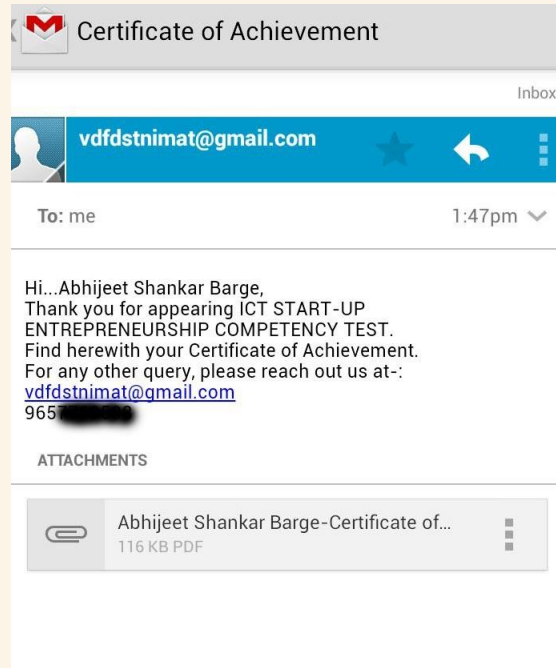 Certificate of Achievement
Inbox
vdfdstnimat@gmail.com
To: me
1:47pm
Hi...Abhijeet Shankar Barge,
Thank you for appearing ICT START-UP
ENTREPRENEURSHIP COMPETENCY TEST.
Find herewith your Certificate of Achievement.
For any other query, please reach out us at-:
vdfdstnimat@gmail.com
965
ATTACHMENTS
Abhijeet Shankar Barge-Certificate of...
116 KB PDF